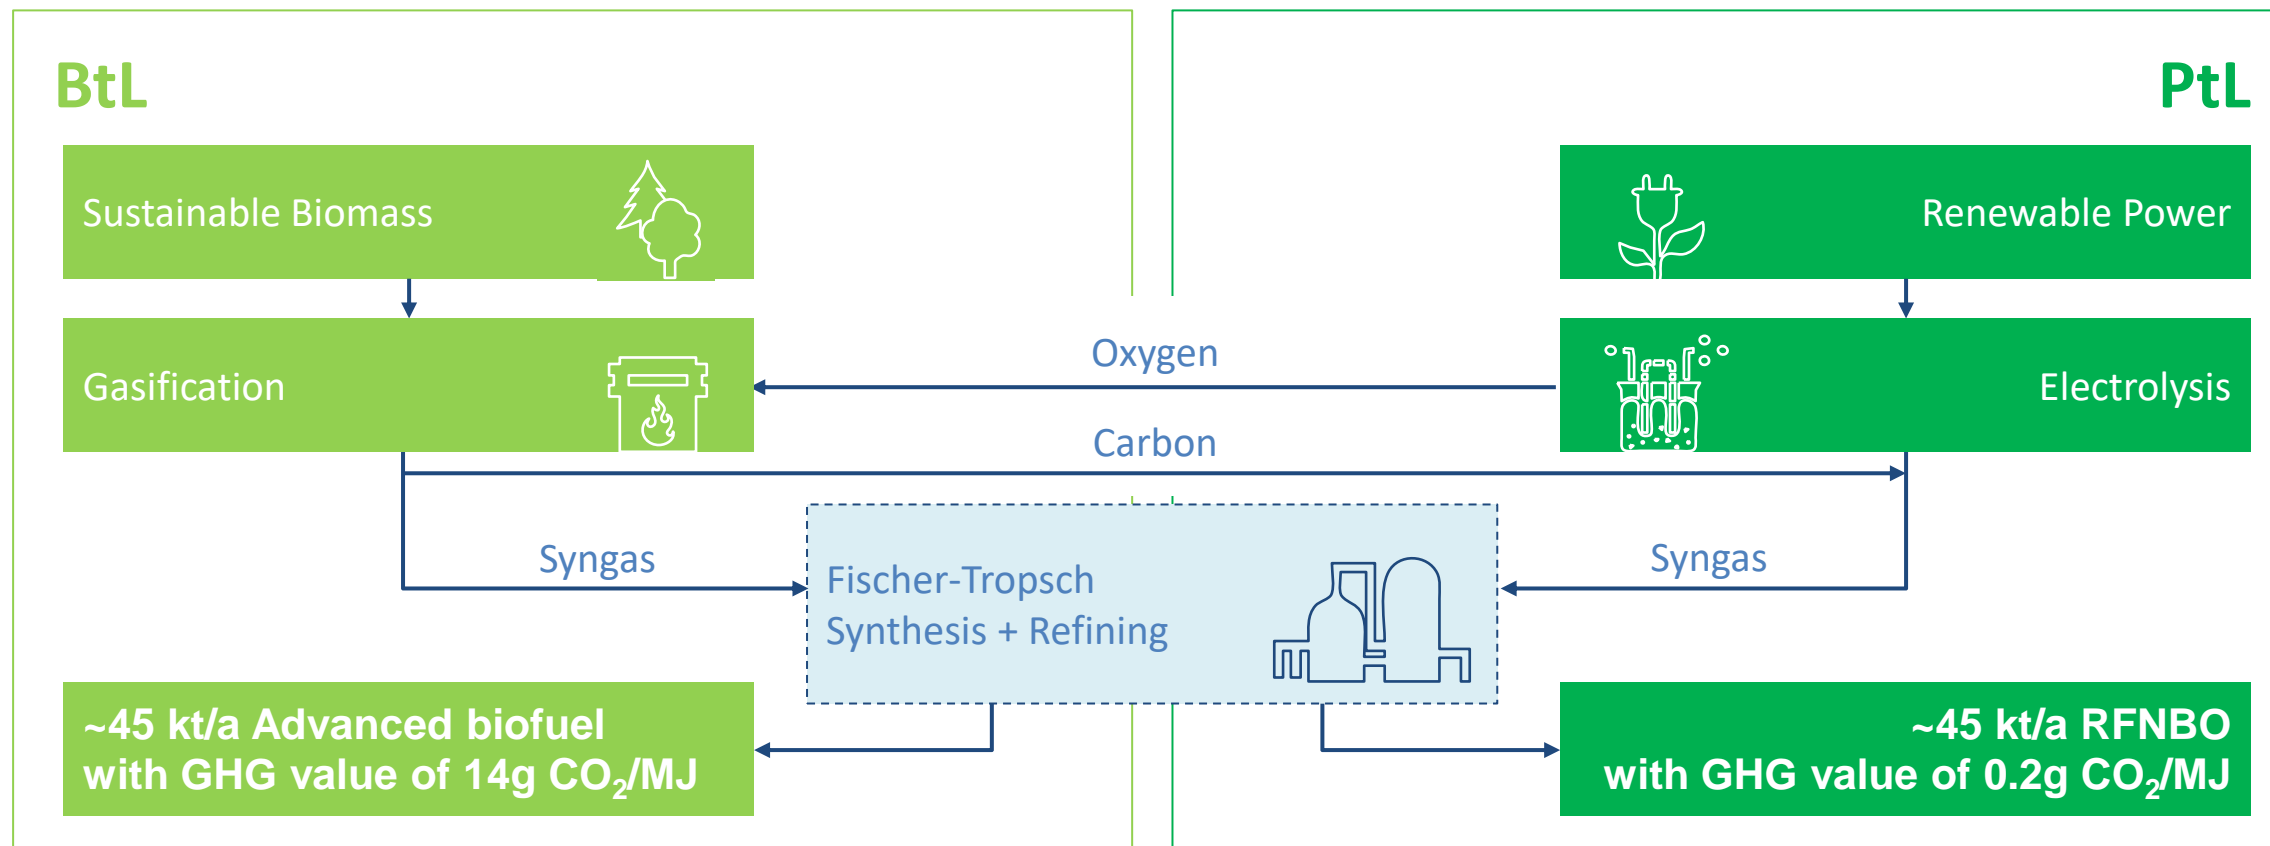 BtL
PtL
Sustainable Biomass
Renewable Power
Oxygen
Gasification
Electrolysis
Carbon
Syngas
Syngas
Fischer-Tropsch
Synthesis + Refining
~45 kt/a Advanced biofuel
with GHG value of 14g CO₂/MJ
~45 kt/a RFNBO
with GHG value of 0.2g CO₂/MJ